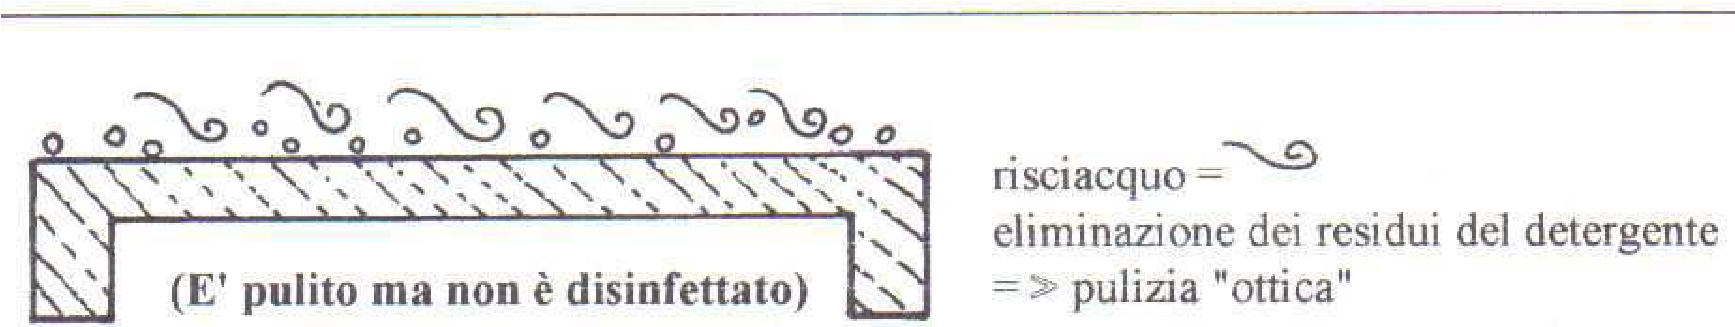 (E' pulito ma non è disinfettato)
risciacquo =
eliminazione dei residui del detergente
=> pulizia "ottica"